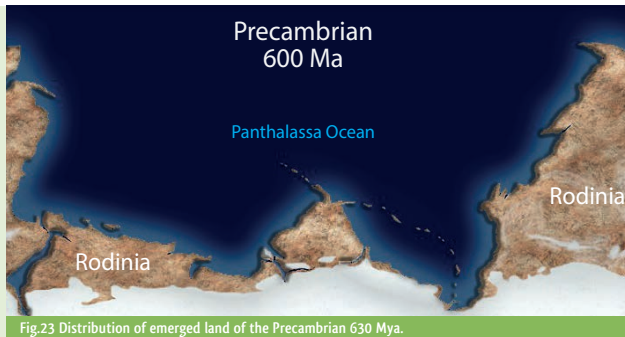 Precambrian
600 Ma
Panthalassa Ocean
Rodinia
Rodinia
Fig.23 Distribution of emerged land of the Precambrian 630 Mya.